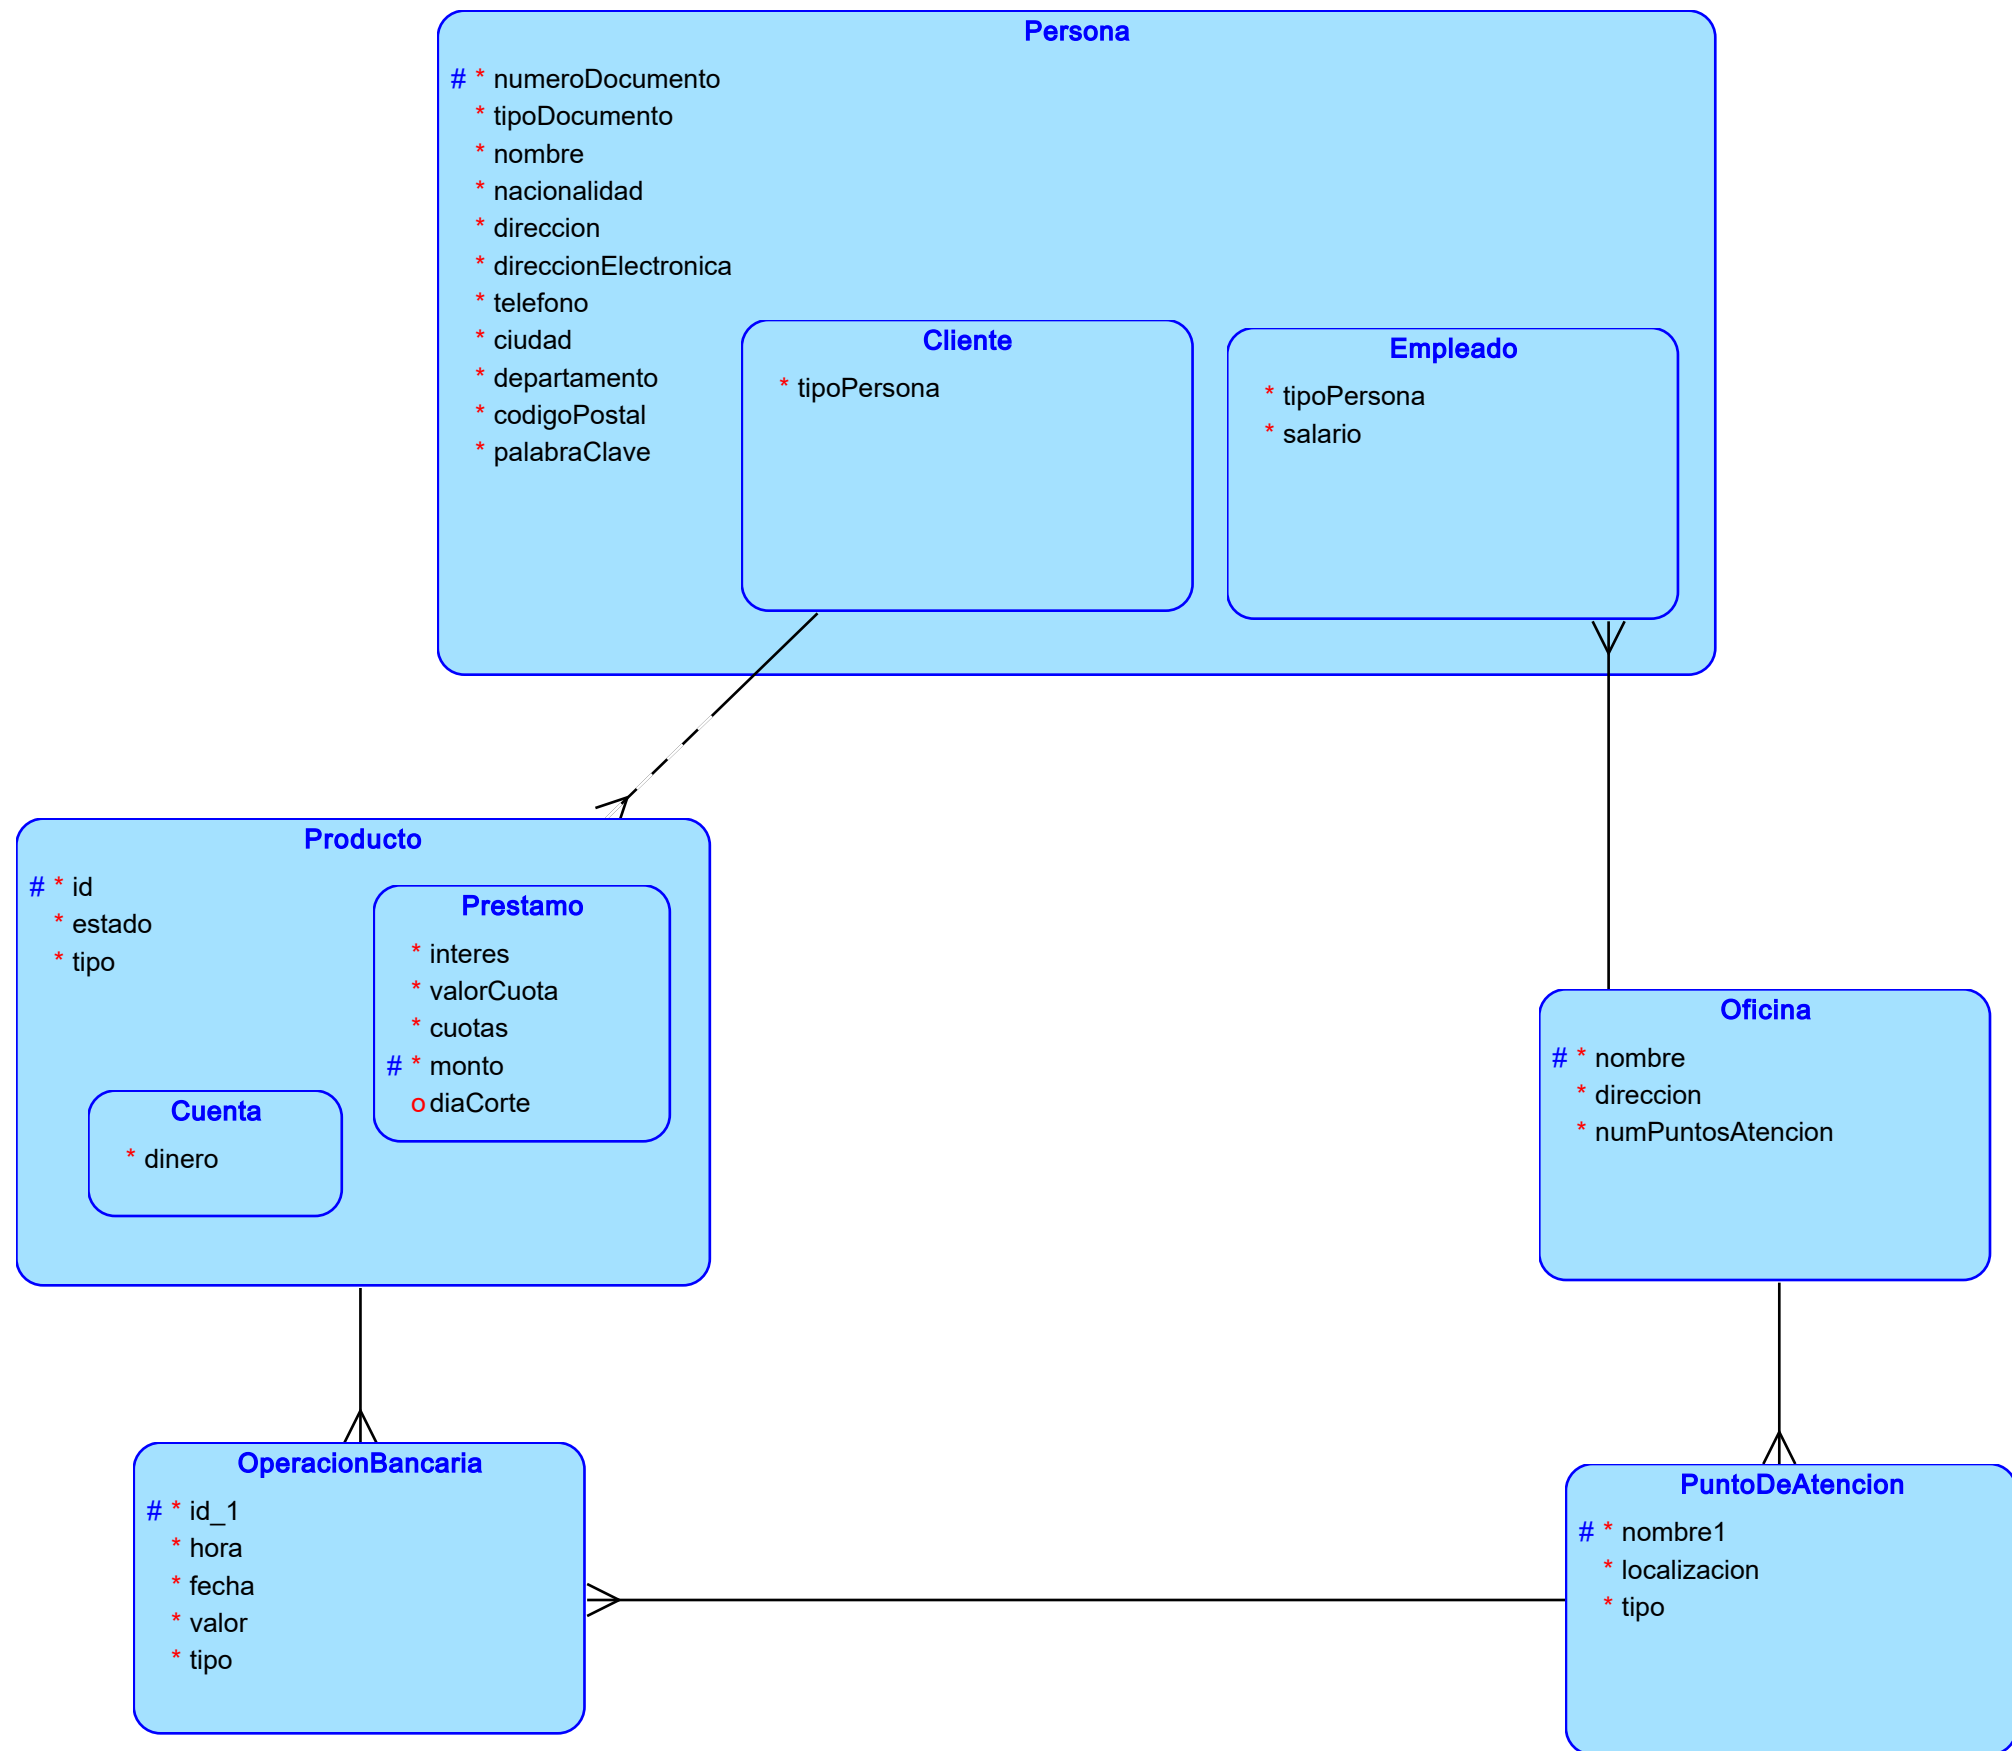 Persona
# * numeroDocumento
* tipoDocumento
* nombre
* nacionalidad
* direccion
* direccionElectronica
* telefono
* ciudad
* departamento
* codigoPostal
* palabraClave
Cliente
* tipoPersona
Empleado
* tipoPersona
* salario
Producto
# * id
* estado
* tipo
Prestamo
* interes
* valorCuota
* cuotas
# * monto
o diaCorte
Cuenta
* dinero
Oficina
# * nombre
* direccion
* numPuntosAtencion
OperacionBancaria
# * id_1
* hora
* fecha
* valor
* tipo
PuntoDeAtencion
# * nombre1
* localizacion
* tipo